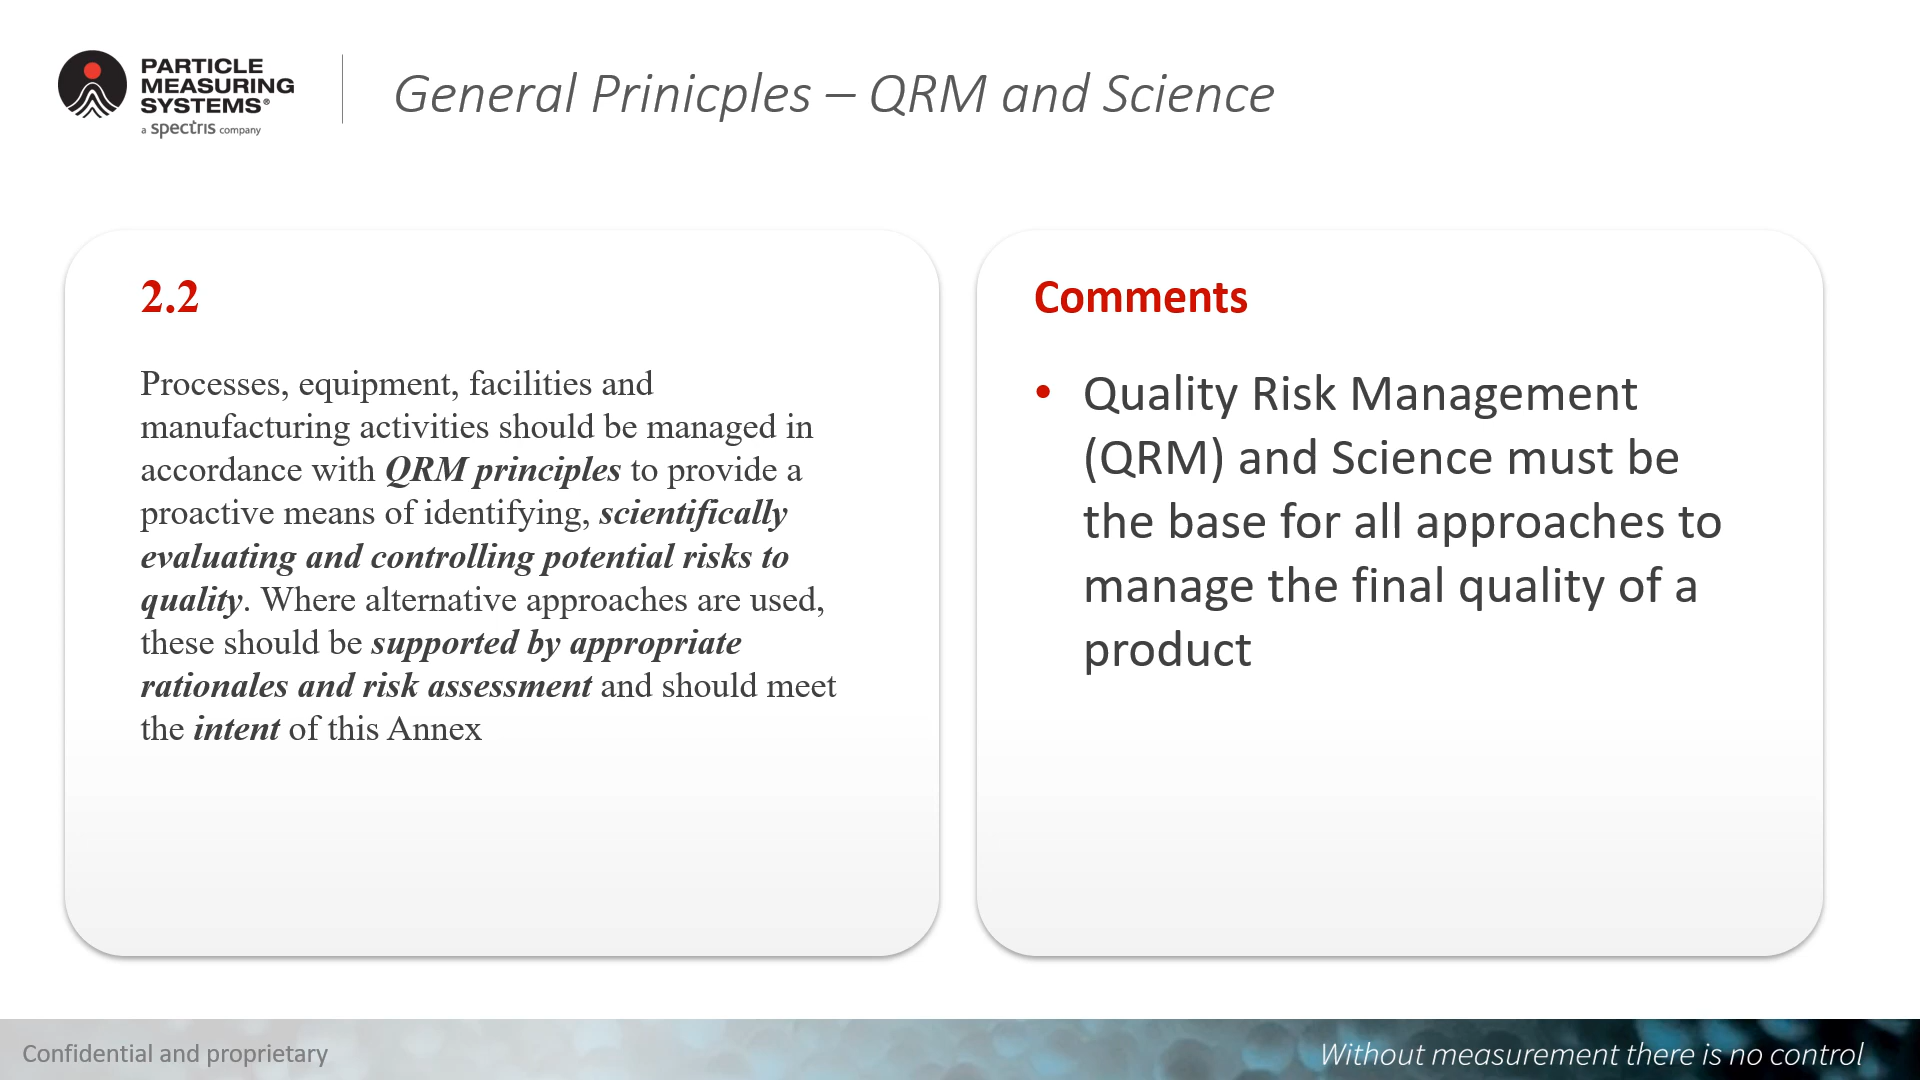 PARTICLE
MEASURING
SYSTEMS®
a spectris company
General Prinicples – QRM and Science
2.2
Processes, equipment, facilities and
manufacturing activities should be managed in
accordance with QRM principles to provide a
proactive means of identifying, scientifically
evaluating and controlling potential risks to
quality. Where alternative approaches are used,
these should be supported by appropriate
rationales and risk assessment and should meet
the intent of this Annex
Comments
• Quality Risk Management
(QRM) and Science must be
the base for all approaches to
manage the final quality of a
product
Confidential and proprietary
Without measurement there is no control